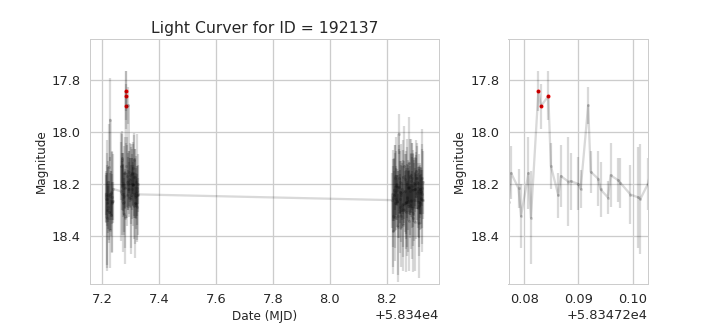 Light Curver for ID = 192137
Magnitude
17.8
18.0
18.2
18.4
7.2
7.4
7.6
7.8
8.0
8.2
Date (MJD)
+5.834e4
Magnitude
17.8
18.0
18.2
18.4
0.08
0.09
0.10
+5.83472e4